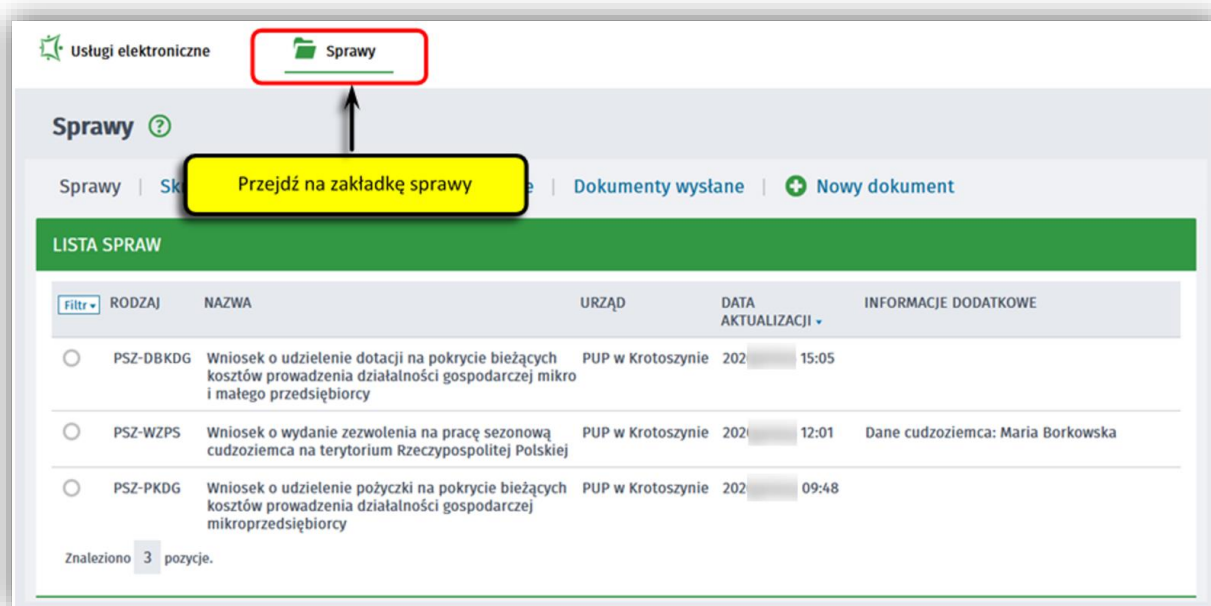 Usługi elektroniczne Sprawy
Sprawy ?
Sprawy | Przejdź na zakładkę sprawy | Dokumenty wysłane | Nowy dokument
LISTA SPRAW
Filtr RODZAJ NAZWA URZĄD DATA INFORMACJE DODATKOWE
AKTUALIZACJI
PSZ-DBKDG Wniosek o udzielenie dotacji na pokrycie bieżących PUP w Krotoszynie 202 15:05
kosztów prowadzenia działalności gospodarczej mikro
i małego przedsiębiorcy
PSZ-WZPS Wniosek o wydanie zezwolenia na pracę sezonową PUP w Krotoszynie 202 12:01 Dane cudzoziemca: Maria Borkowska
cudzoziemca na terytorium Rzeczypospolitej Polskiej
PSZ-PKDG Wniosek o udzielenie pożyczki na pokrycie bieżących PUP w Krotoszynie 202 09:48
kosztów prowadzenia działalności gospodarczej
mikroprzedsiębiorcy
Znaleziono 3 pozycje.